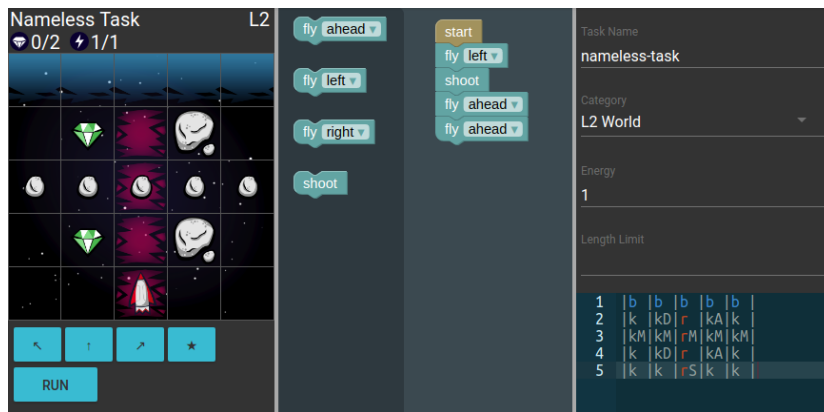 Nameless Task L2
0/2 1/1
↖ ↑ ↗ ★
RUN
fly ahead ▾
fly left ▾
fly right ▾
shoot
start
fly left ▾
shoot
fly ahead ▾
fly ahead ▾
Task Name
nameless-task
Category
L2 World
Energy
1
Length Limit
1 |b |b |b |b |b |
2 |k |kD|r |kA|k |
3 |kM|kM|rM|kM|kM|
4 |k |kD|r |kA|k |
5 |k |k |rS|k |k |